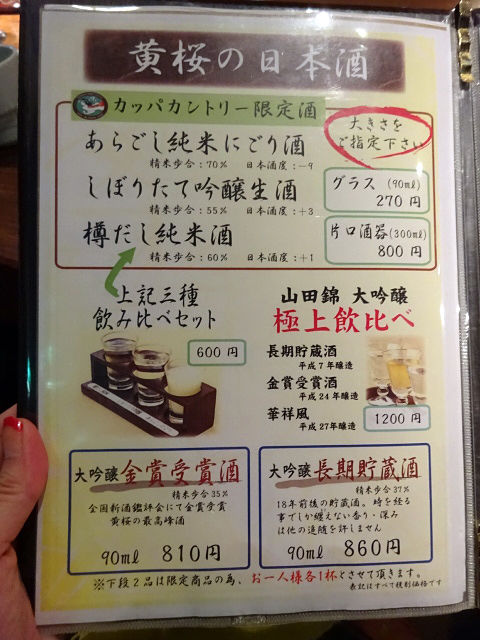 黄桜の日本酒
カッパカントリー限定酒
大きさを
ご指定下さい
あらごし純米にごり酒
精米歩合:70% 日本酒度:-9
しぼりたて吟醸生酒
精米歩合:55% 日本酒度:+3
樽だし純米酒
精米歩合:60% 日本酒度:+1
グラス (90ml)
270円
片口酒器(300ml)
800円
上記三種
飲み比べセット
600円
山田錦 大吟醸
極上飲比べ
長期貯蔵酒
平成7年醸造
金賞受賞酒
平成24年醸造
華祥風
平成27年醸造
1200円
大吟醸金賞受賞酒
精米歩合35%
全国新酒鑑評会にて金賞受賞
黄桜の最高峰酒
90ml 810円
大吟醸長期貯蔵酒
精米歩合37%
18年前後の貯蔵酒。時を経る
事でしか纏えない香り・深み
は他の追随を許しません
90ml 860円
※下段2品は限定商品の為、お一人様各1杯とさせて頂きます。
表記はすべて税別価格です